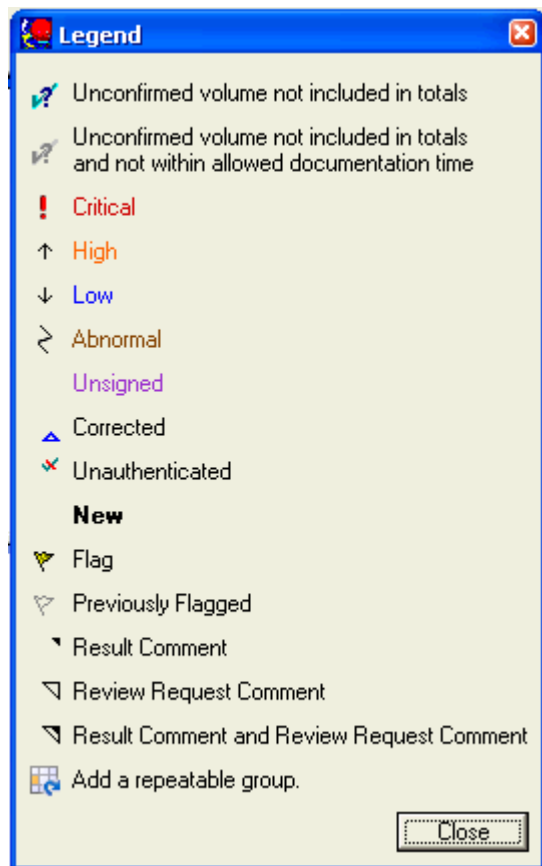 Legend
Unconfirmed volume not included in totals
Unconfirmed volume not included in totals
and not within allowed documentation time
Critical
High
Low
Abnormal
Unsigned
Corrected
Unauthenticated
New
Flag
Previously Flagged
Result Comment
Review Request Comment
Result Comment and Review Request Comment
Add a repeatable group.
Close